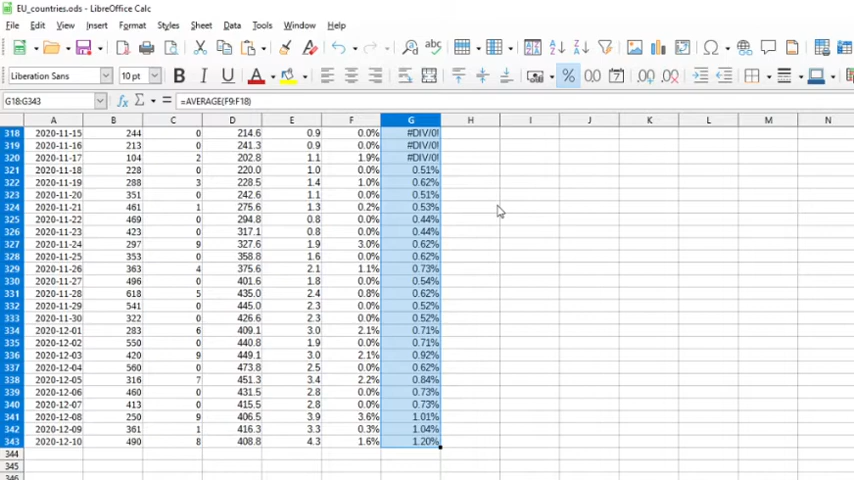 EU_countries.ods - LibreOffice Calc
File Edit View Insert Format Styles Sheet Data Tools Window Help
Liberation Sans 10 pt B I U A % 0.0 7 .00 .00
G18:G343 fx Σ = =AVERAGE(F9:F18)
A B C D E F G H I J K L M N
318 2020-11-15 244 0 214.6 0.9 0.0% #DIV/0!
319 2020-11-16 213 0 241.3 0.9 0.0% #DIV/0!
320 2020-11-17 104 2 202.8 1.1 1.9% #DIV/0!
321 2020-11-18 228 0 220.0 1.0 0.0% 0.51%
322 2020-11-19 288 3 228.5 1.4 1.0% 0.62%
323 2020-11-20 351 0 242.6 1.1 0.0% 0.51%
324 2020-11-21 461 1 275.6 1.3 0.2% 0.53%
325 2020-11-22 469 0 294.8 0.8 0.0% 0.44%
326 2020-11-23 423 0 317.1 0.8 0.0% 0.44%
327 2020-11-24 297 9 327.6 1.9 3.0% 0.62%
328 2020-11-25 353 0 358.8 1.6 0.0% 0.62%
329 2020-11-26 363 4 375.6 2.1 1.1% 0.73%
330 2020-11-27 496 0 401.6 1.8 0.0% 0.54%
331 2020-11-28 618 5 435.0 2.4 0.8% 0.62%
332 2020-11-29 541 0 445.0 2.3 0.0% 0.52%
333 2020-11-30 322 0 426.6 2.3 0.0% 0.52%
334 2020-12-01 283 6 409.1 3.0 2.1% 0.71%
335 2020-12-02 550 0 440.8 1.9 0.0% 0.71%
336 2020-12-03 420 9 449.1 3.0 2.1% 0.92%
337 2020-12-04 560 0 473.8 2.5 0.0% 0.62%
338 2020-12-05 316 7 451.3 3.4 2.2% 0.84%
339 2020-12-06 460 0 431.5 2.8 0.0% 0.73%
340 2020-12-07 413 0 415.5 2.8 0.0% 0.73%
341 2020-12-08 250 9 406.5 3.9 3.6% 1.01%
342 2020-12-09 361 1 416.3 3.3 0.3% 1.04%
343 2020-12-10 490 8 408.8 4.3 1.6% 1.20%
344
345
346